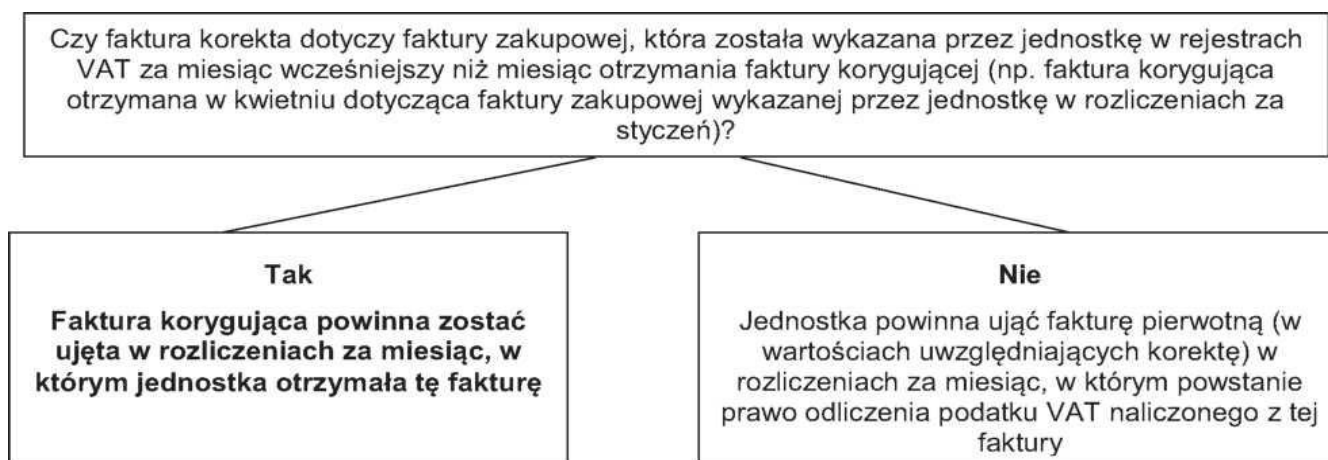 Czy faktura korekta dotyczy faktury zakupowej, która została wykazana przez jednostkę w rejestrach
VAT za miesiąc wcześniejszy niż miesiąc otrzymania faktury korygującej (np. faktura korygująca
otrzymana w kwietniu dotycząca faktury zakupowej wykazanej przez jednostkę w rozliczeniach za
styczeń)?
Tak
Faktura korygująca powinna zostać
ujęta w rozliczeniach za miesiąc, w
którym jednostka otrzymała tę fakturę
Nie
Jednostka powinna ująć fakturę pierwotną (w
wartościach uwzględniających korektę) w
rozliczeniach za miesiąc, w którym powstanie
prawo odliczenia podatku VAT naliczonego z tej
faktury